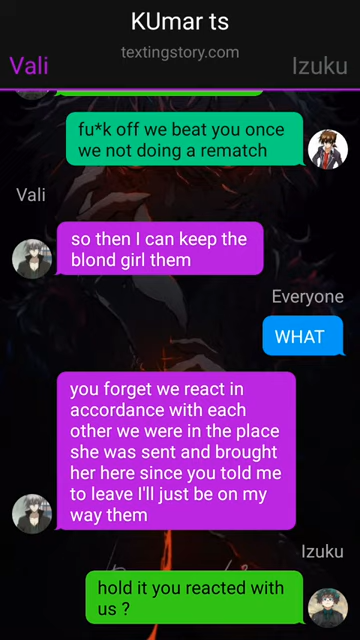 KUmar ts
textingstory.com
Vali
Izuku
fu*k off we beat you once
we not doing a rematch
Vali
so then I can keep the
blond girl them
Everyone
WHAT
you forget we react in
accordance with each
other we were in the place
she was sent and brought
her here since you told me
to leave I'll just be on my
way them
Izuku
hold it you reacted with
us ?